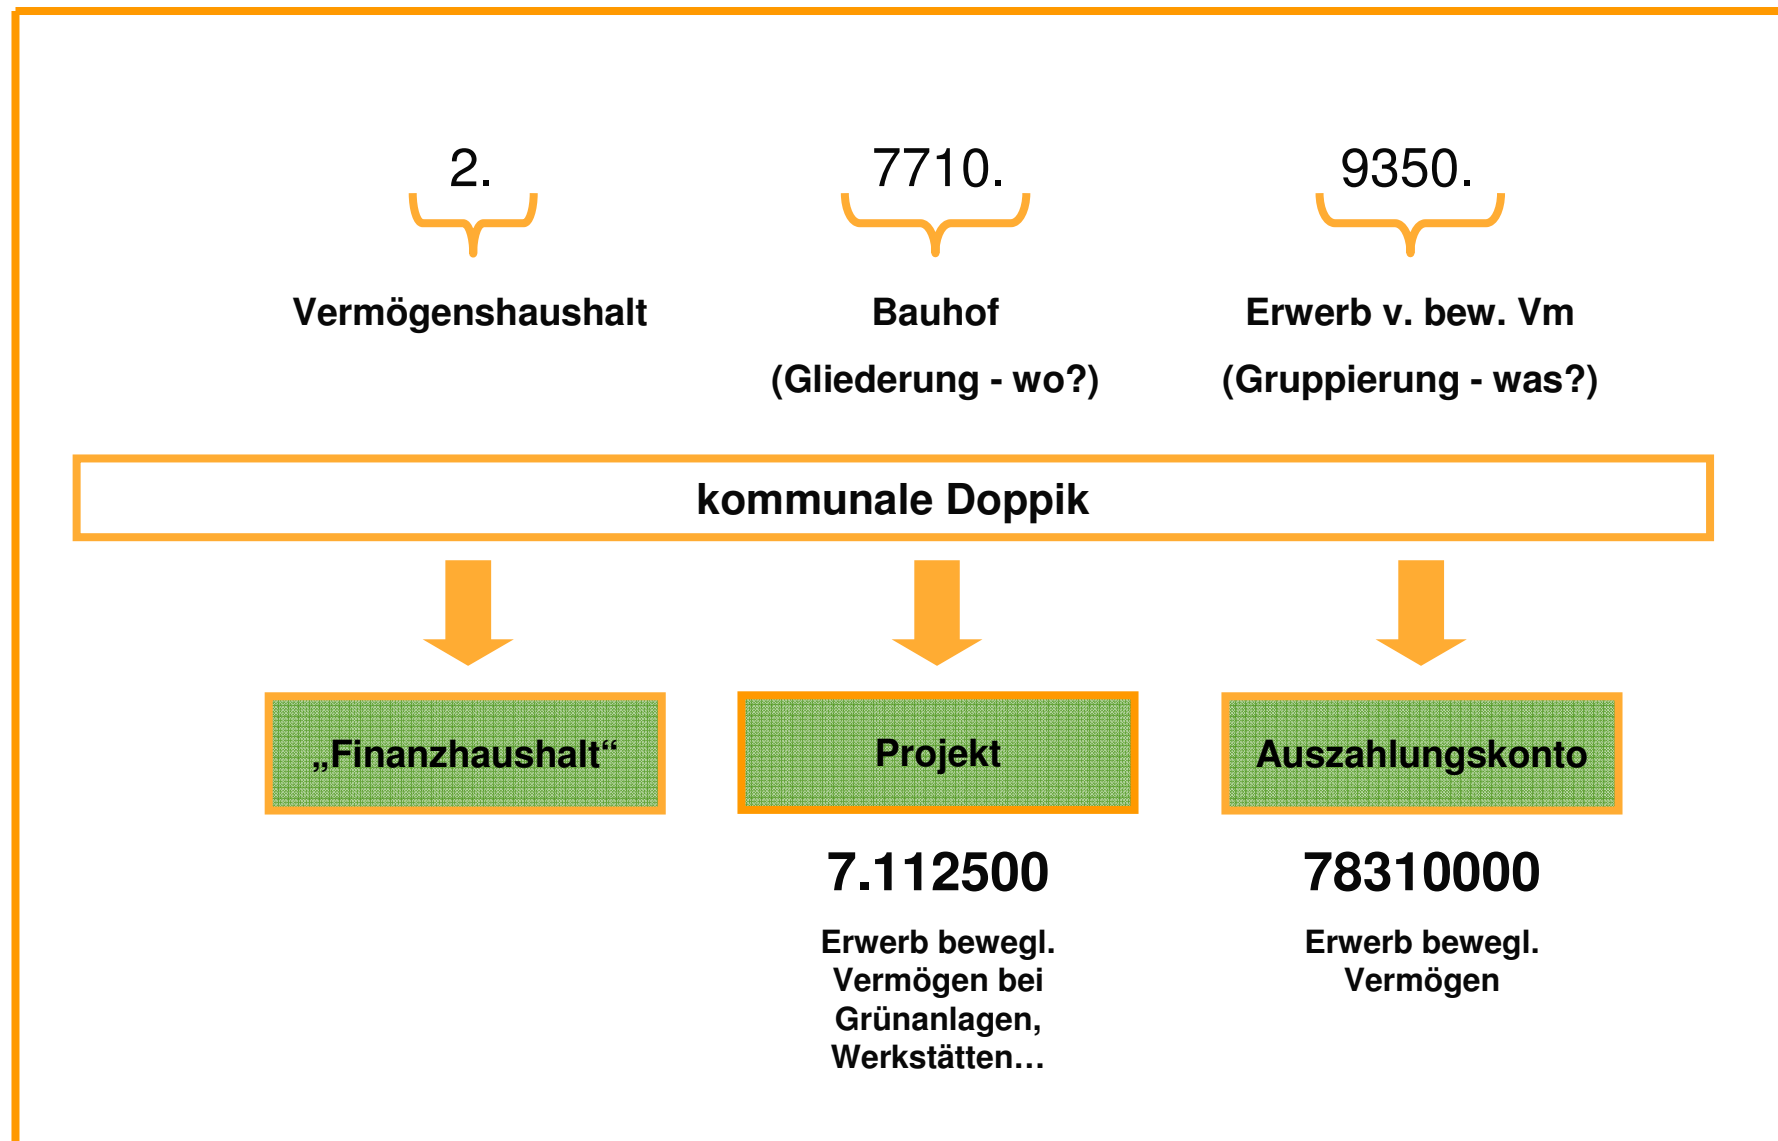 2. 7710. 9350.
Vermögenshaushalt Bauhof Erwerb v. bew. Vm
(Gliederung - wo?) (Gruppierung - was?)
kommunale Doppik
„Finanzhaushalt“ Projekt Auszahlungskonto
7.112500 78310000
Erwerb bewegl. Erwerb bewegl.
Vermögen bei Vermögen
Grünanlagen,
Werkstätten…